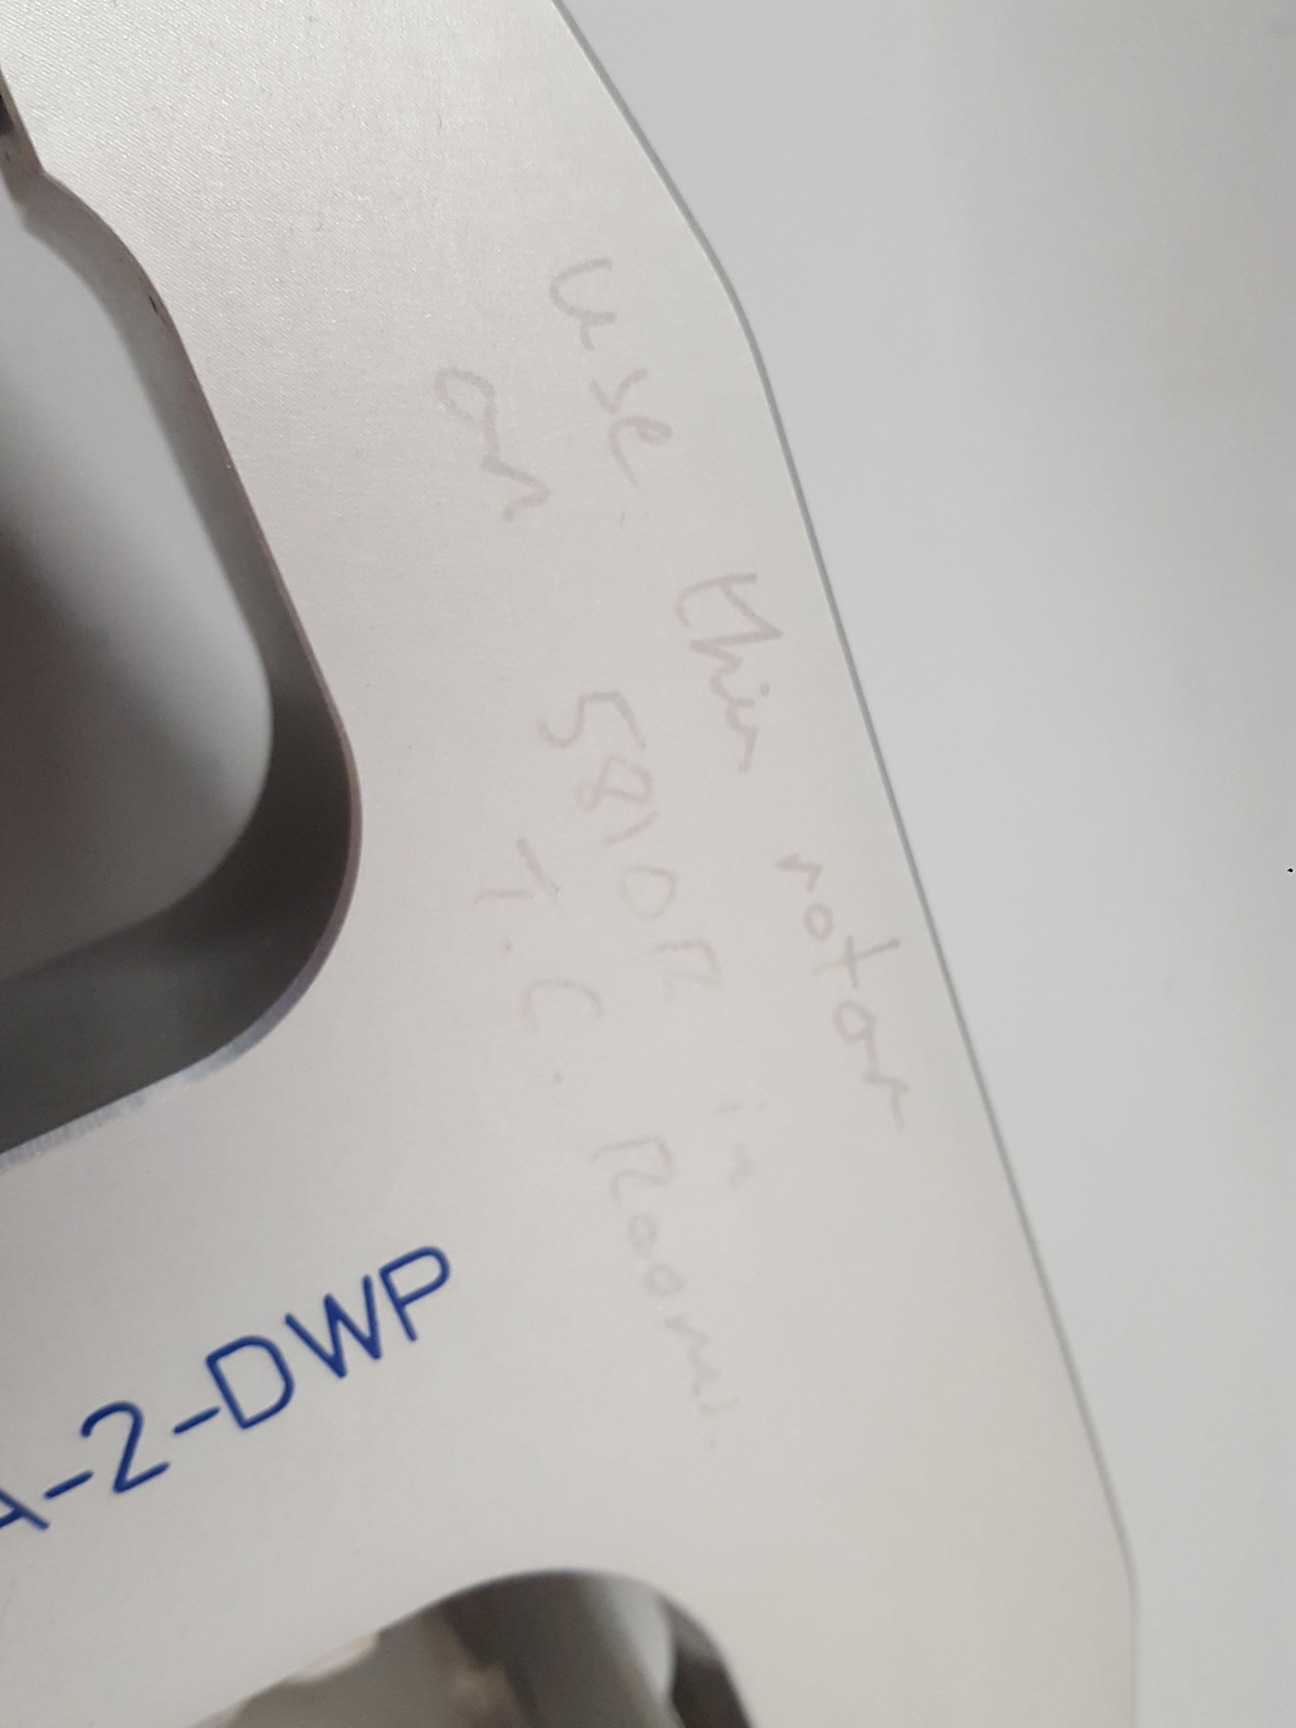 use this rotor
on 5810R in
T.C. Room.
A-2-DWP